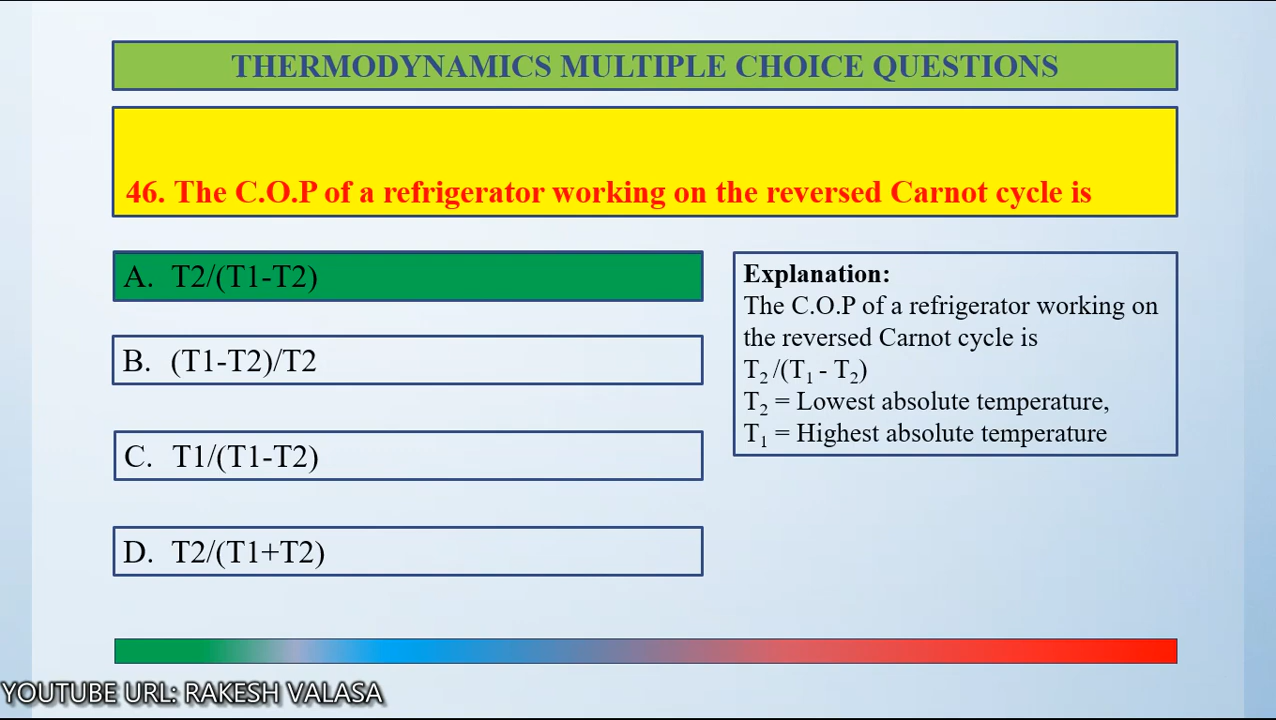 THERMODYNAMICS MULTIPLE CHOICE QUESTIONS
46. The C.O.P of a refrigerator working on the reversed Carnot cycle is
A. T2/(T1-T2)
B. (T1-T2)/T2
C. T1/(T1-T2)
D. T2/(T1+T2)
Explanation:
The C.O.P of a refrigerator working on
the reversed Carnot cycle is
T₂ /(T₁ - T₂)
T₂ = Lowest absolute temperature,
T₁ = Highest absolute temperature
YOUTUBE URL: RAKESH VALASA